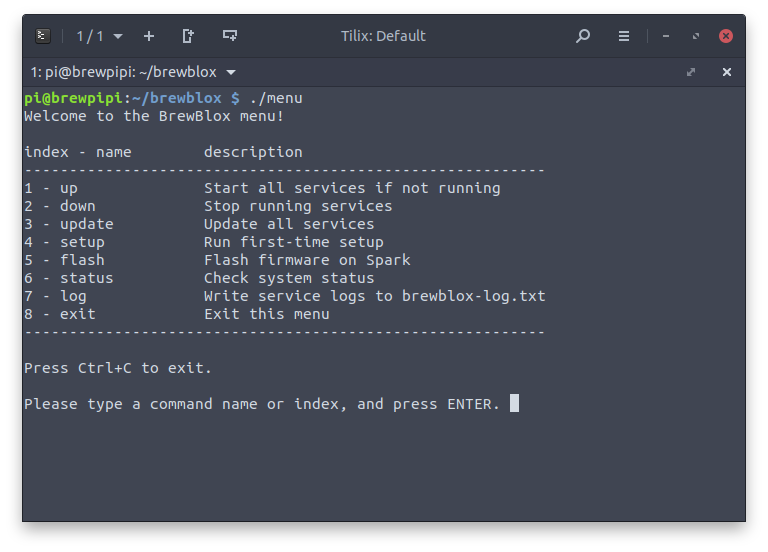 1 / 1
Tilix: Default
1: pi@brewpipi: ~/brewblox
pi@brewpipi:~/brewblox $ ./menu
Welcome to the BrewBlox menu!
index - name        description
----------------------------------------------------------
1 - up              Start all services if not running
2 - down            Stop running services
3 - update          Update all services
4 - setup           Run first-time setup
5 - flash           Flash firmware on Spark
6 - status          Check system status
7 - log             Write service logs to brewblox-log.txt
8 - exit            Exit this menu
----------------------------------------------------------
Press Ctrl+C to exit.
Please type a command name or index, and press ENTER.